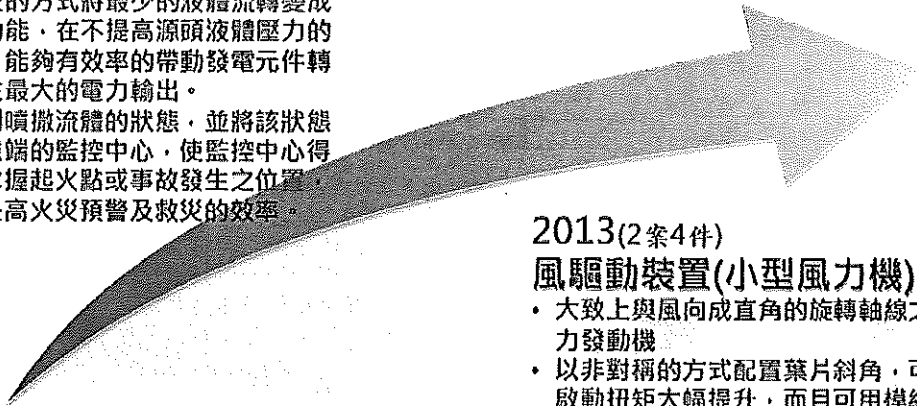 的方式將最少的液體流轉變成
功能，在不提高源頭液體壓力的
能夠有效率的帶動發電元件轉
最大的電力輸出。
噴撒流體的狀態，並將該狀態
端的監控中心，使監控中心得
握起火點或事故發生之位置，
高火災預警及救災的效率。
2013(2案4件)
風驅動裝置(小型風力機)
• 大致上與風向成直角的旋轉軸線之
力發動機
• 以非對稱的方式配置葉片斜角，可
啟動扭矩大幅提升，而且可用